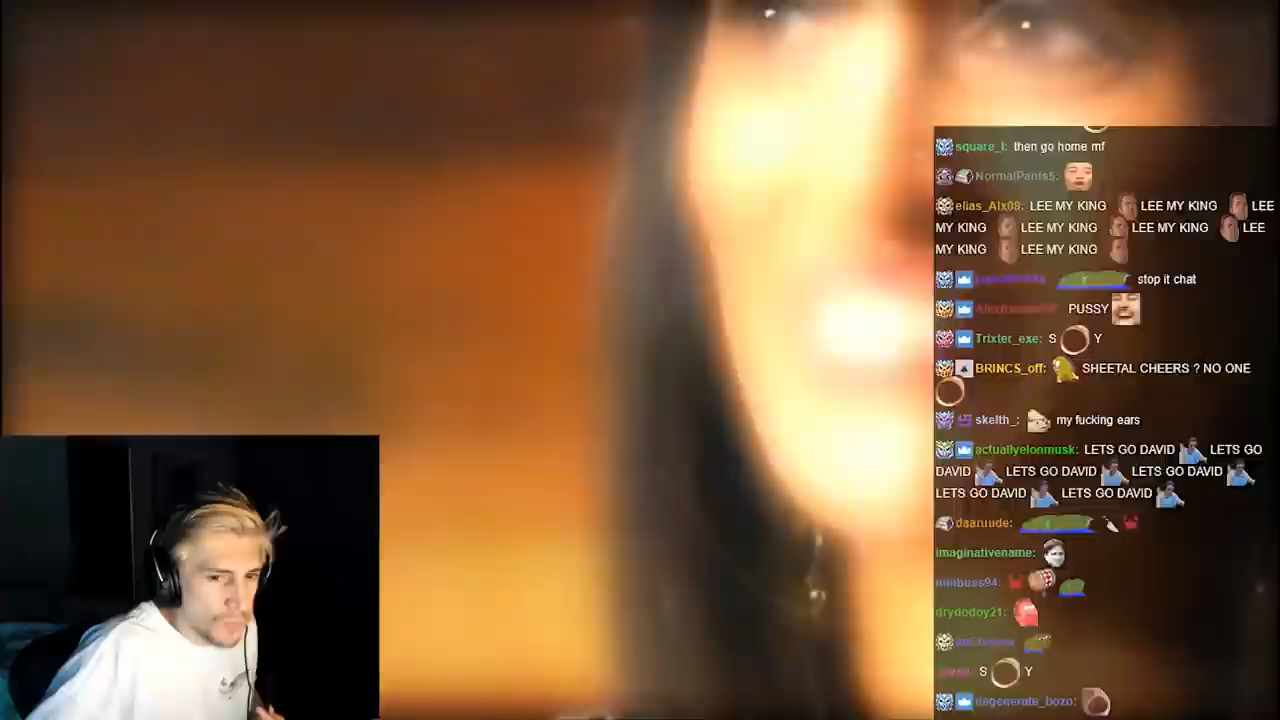 square_l: then go home mf
NormalPants5:
elias_Alx08: LEE MY KING LEE MY KING LEE
MY KING LEE MY KING LEE MY KING LEE
MY KING LEE MY KING
stop it chat
PUSSY
Trixter_exe: S Y
BRINCS_off: SHEETAL CHEERS ? NO ONE
skelth_: my fucking ears
actuallyelonmusk: LETS GO DAVID LETS GO
DAVID LETS GO DAVID LETS GO DAVID
LETS GO DAVID LETS GO DAVID
daanuude:
imaginativename:
minibuss94:
drydodoy21:
S Y
degenerate_bozo: